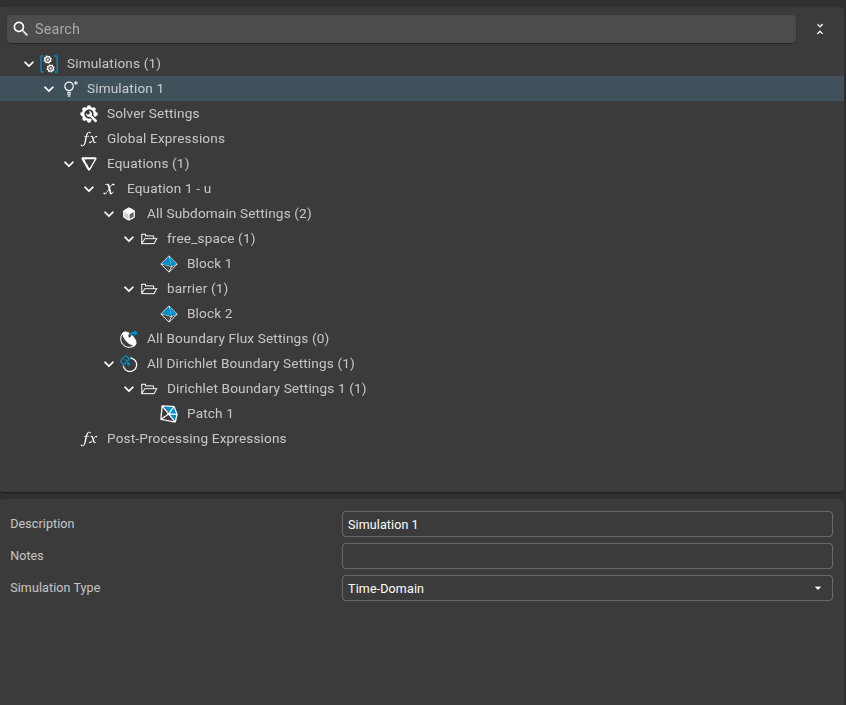 Search
Simulations (1)
Simulation 1
Solver Settings
fx Global Expressions
Equations (1)
x Equation 1 - u
All Subdomain Settings (2)
free_space (1)
Block 1
barrier (1)
Block 2
All Boundary Flux Settings (0)
All Dirichlet Boundary Settings (1)
Dirichlet Boundary Settings 1 (1)
Patch 1
fx Post-Processing Expressions
Description Simulation 1
Notes
Simulation Type Time-Domain